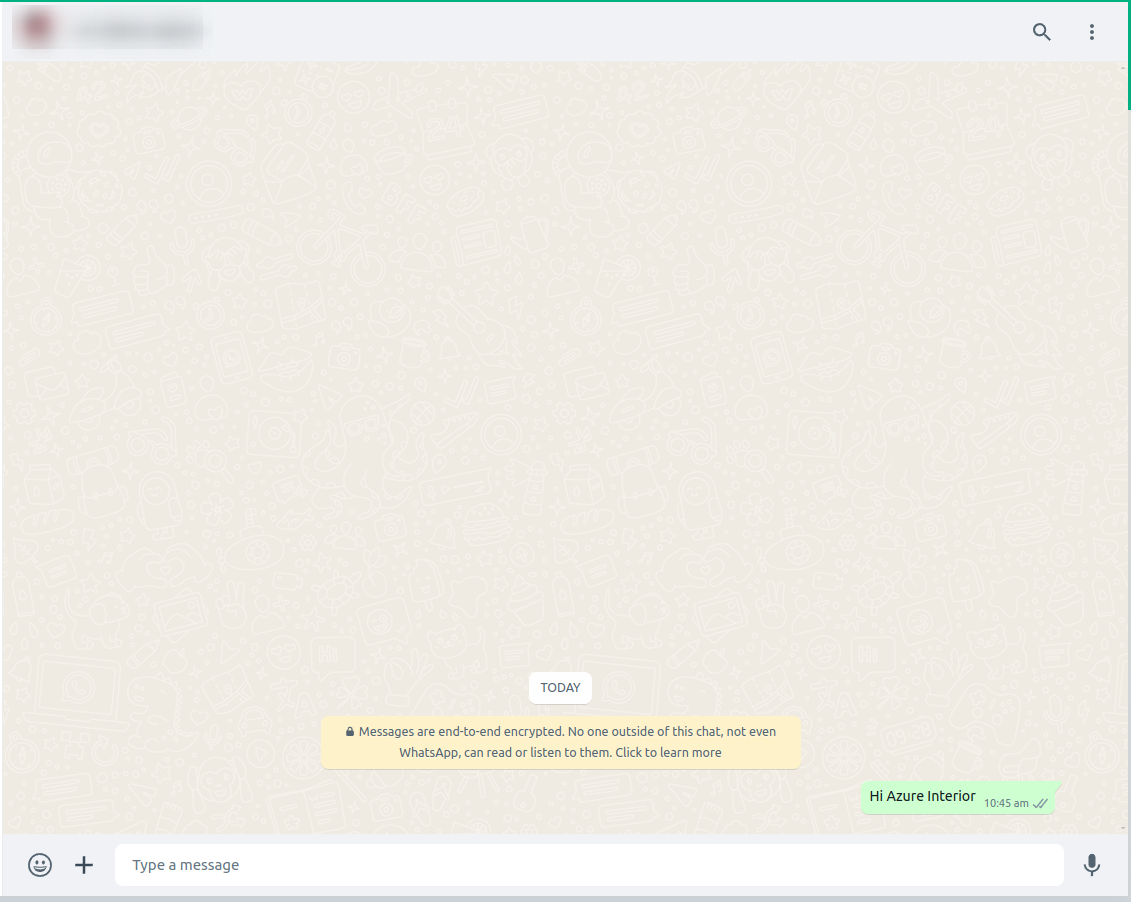 TODAY
Messages are end-to-end encrypted. No one outside of this chat, not even
WhatsApp, can read or listen to them. Click to learn more
Hi Azure Interior 10:45 am
Type a message